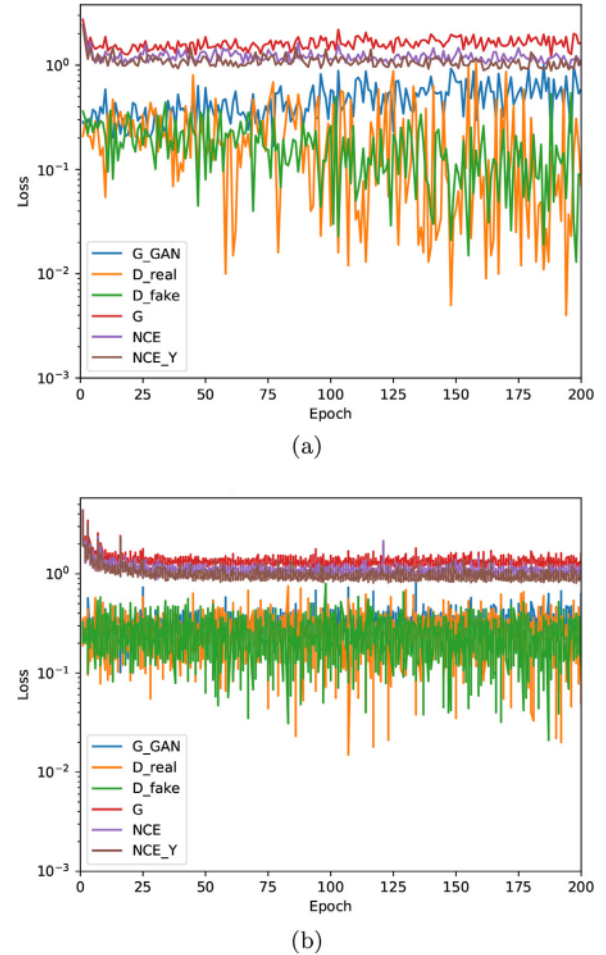 10⁰
10⁻¹
10⁻²
10⁻³
Loss
G_GAN
D_real
D_fake
G
NCE
NCE_Y
0 25 50 75 100 125 150 175 200
Epoch
(a)
10⁰
10⁻¹
10⁻²
10⁻³
Loss
G_GAN
D_real
D_fake
G
NCE
NCE_Y
0 25 50 75 100 125 150 175 200
Epoch
(b)